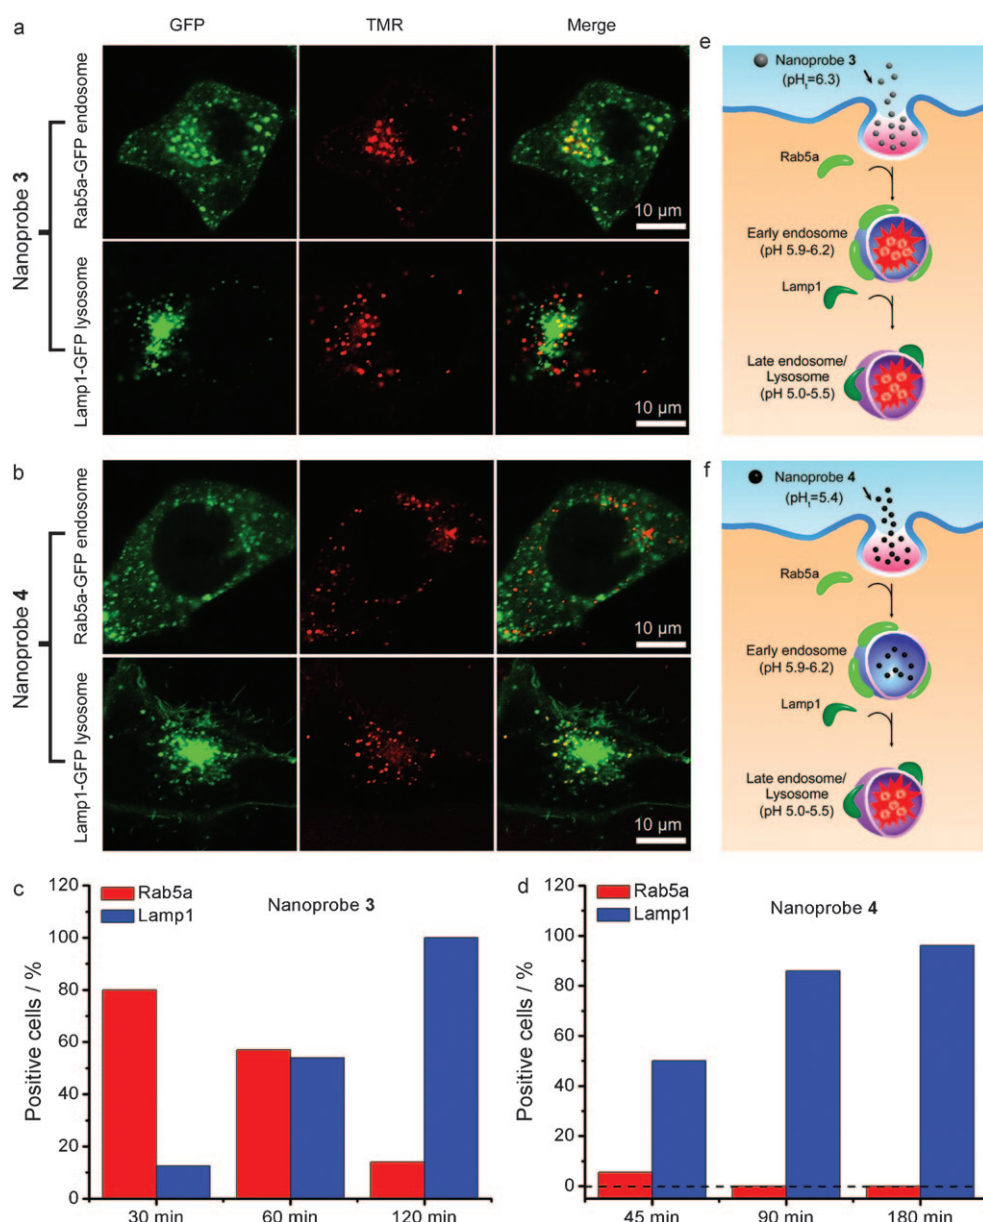 a
GFP
TMR
Merge
Nanoprobe 3
Rab5a-GFP endosome
10 µm
Lamp1-GFP lysosome
10 µm
b
Nanoprobe 4
Rab5a-GFP endosome
10 µm
Lamp1-GFP lysosome
10 µm
e
Nanoprobe 3
(pHt=6.3)
Rab5a
Early endosome
(pH 5.9-6.2)
Lamp1
Late endosome/
Lysosome
(pH 5.0-5.5)
f
Nanoprobe 4
(pHt=5.4)
Rab5a
Early endosome
(pH 5.9-6.2)
Lamp1
Late endosome/
Lysosome
(pH 5.0-5.5)
c
Positive cells / %
120
100
80
60
40
20
0
Rab5a
Lamp1
Nanoprobe 3
30 min
60 min
120 min
d
Positive cells / %
120
100
80
60
40
20
0
Rab5a
Lamp1
Nanoprobe 4
45 min
90 min
180 min